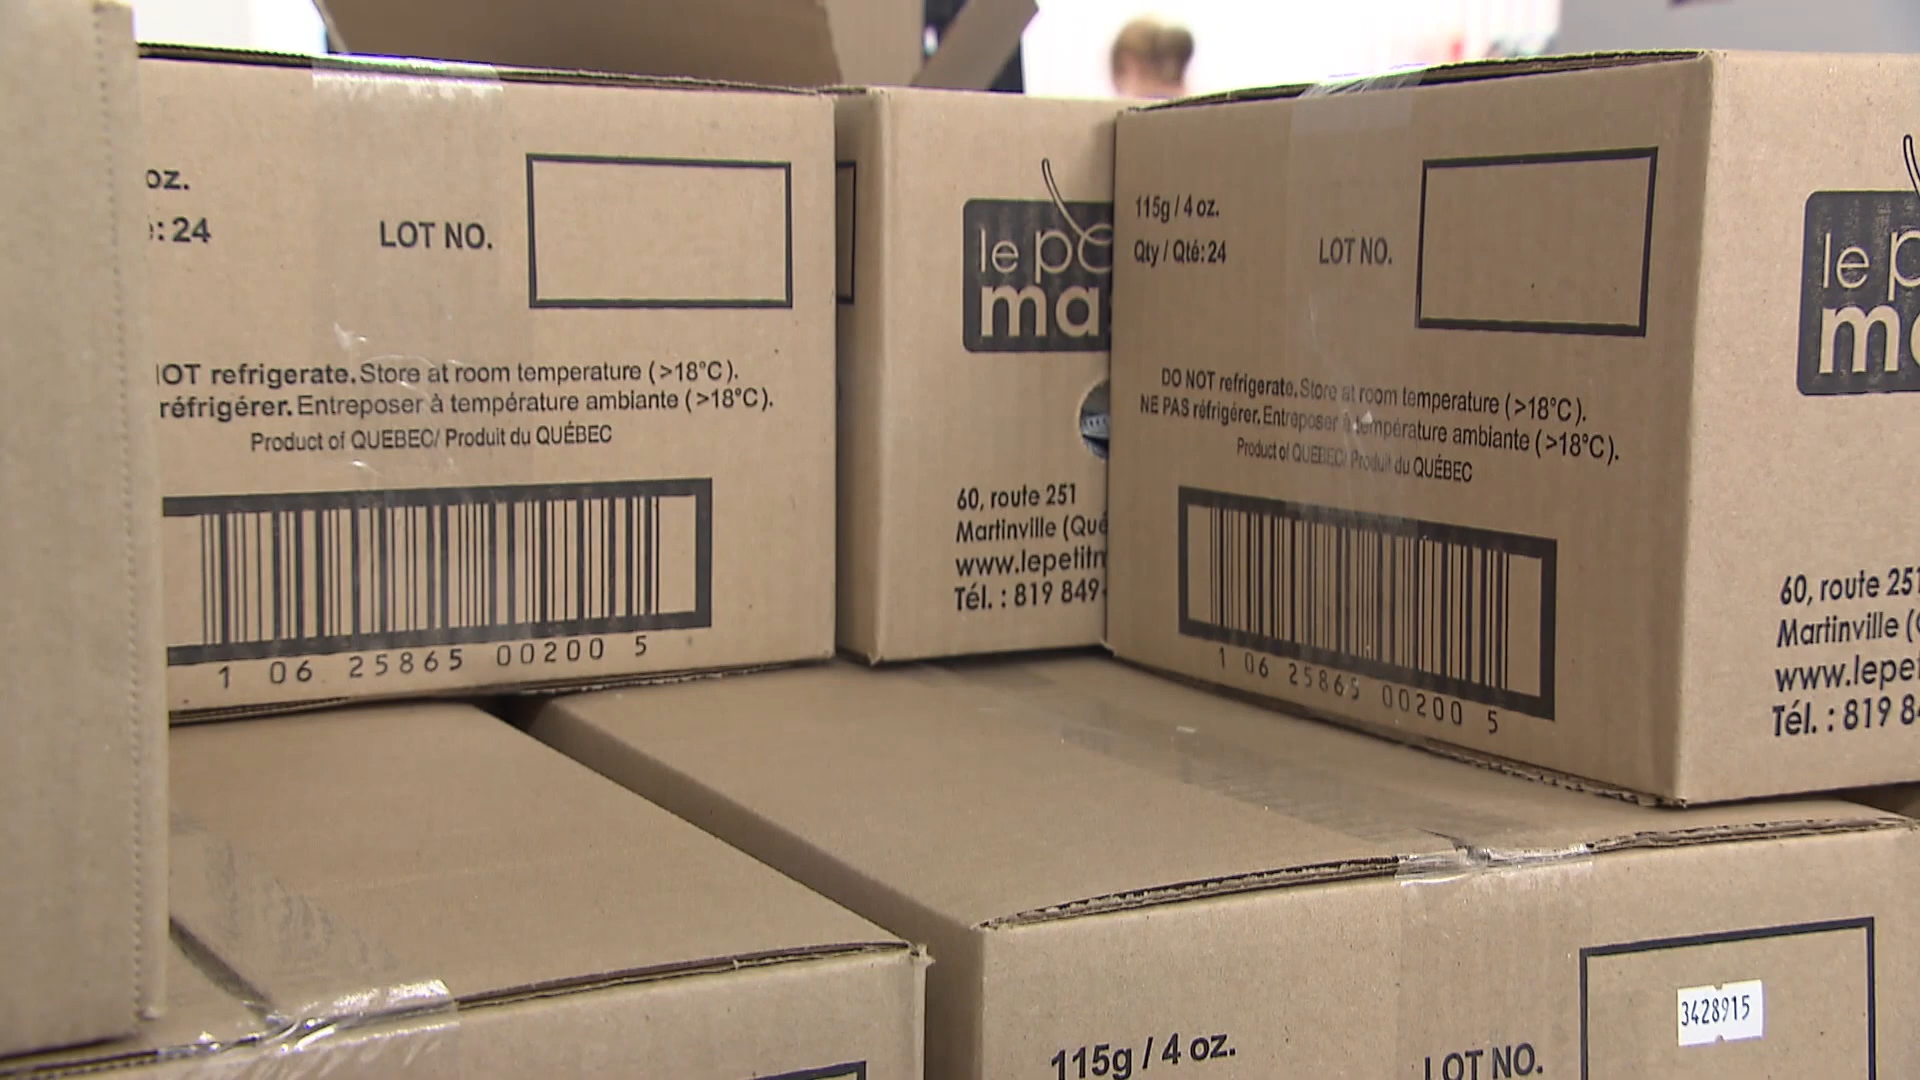 oz.
: 24
LOT NO.
OT refrigerate. Store at room temperature (>18°C).
réfrigérer. Entreposer à température ambiante (>18°C).
Product of QUEBEC/ Produit du QUÉBEC
1 06 25865 00200 5
le
ma
60, route 251
Martinville (Qué
www.lepetitm
Tél. : 819 849-
115g / 4 oz.
Qty / Qté: 24
LOT NO.
DO NOT refrigerate. Store at room temperature (>18°C).
NE PAS réfrigérer. Entreposer à température ambiante (>18°C).
Product of QUEBEC/ Produit du QUÉBEC
1 06 25865 00200 5
le p
ma
60, route 251
Martinville (
www.lepe
Tél. : 819 8
115g / 4 oz.
LOT NO.
3428915